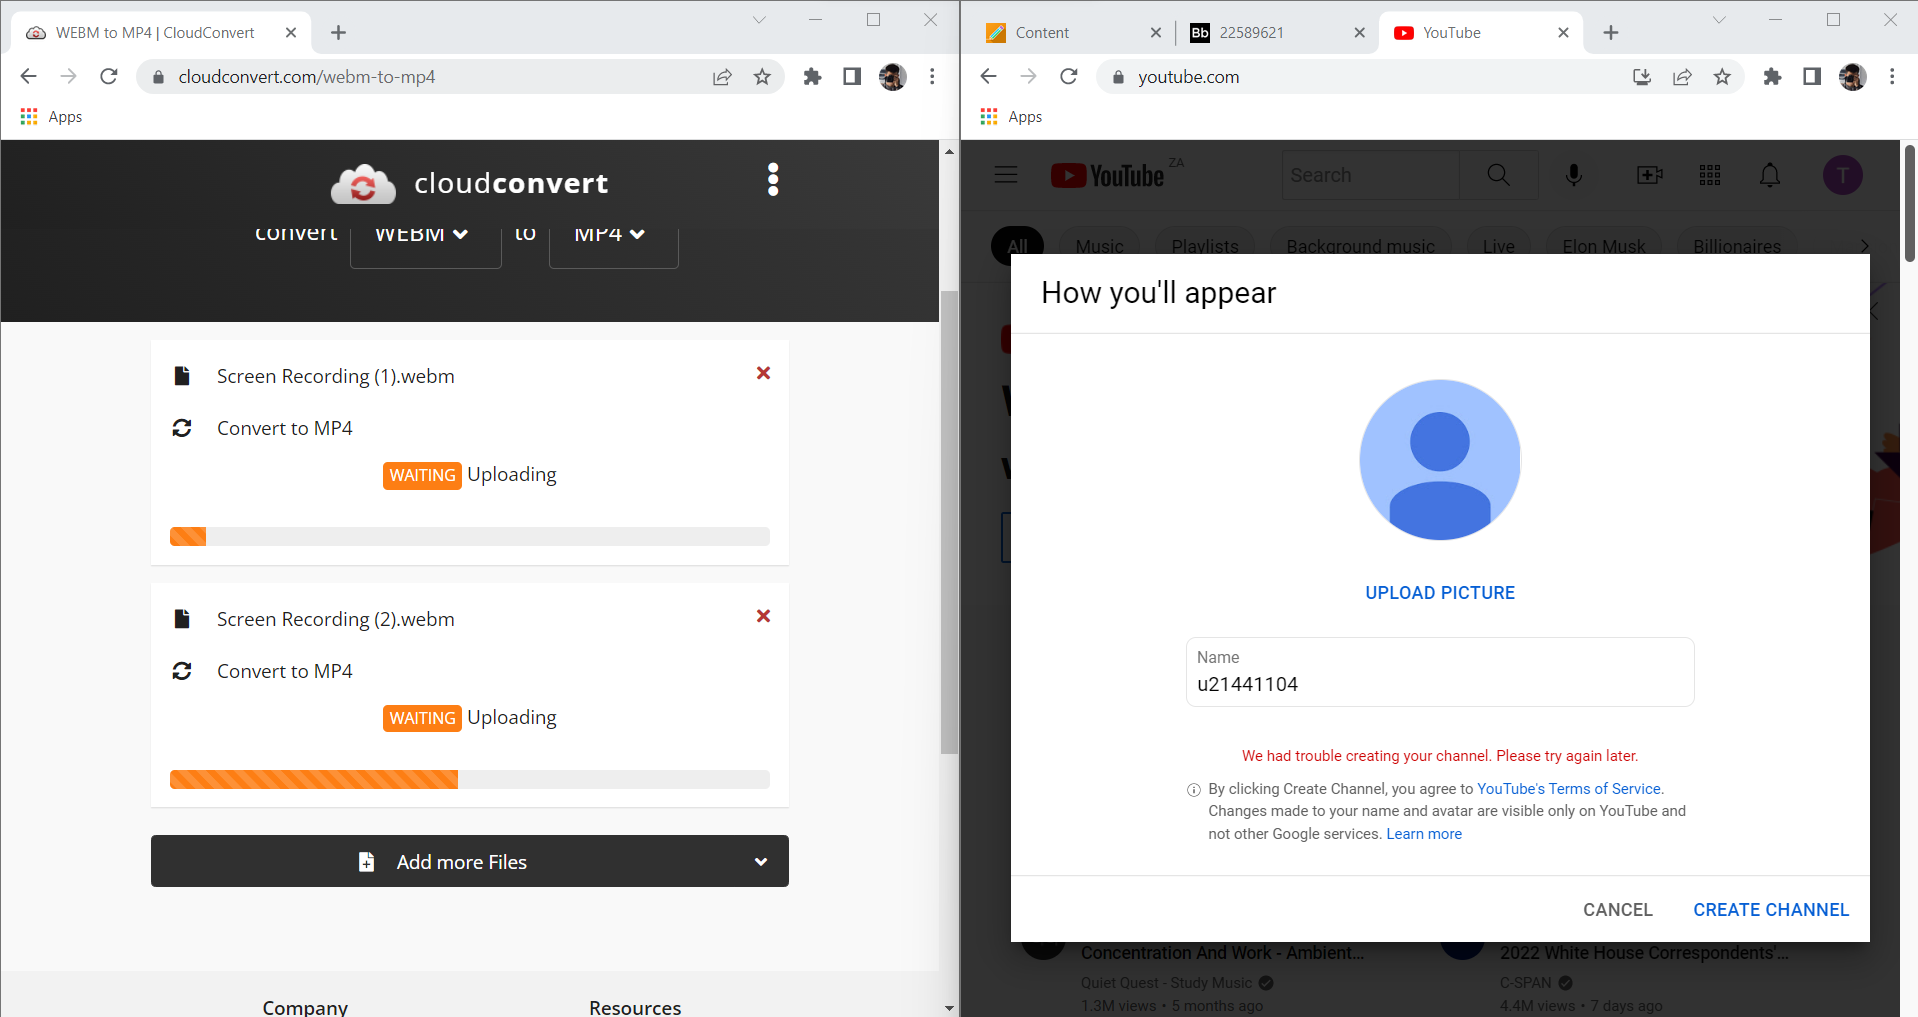 WEBM to MP4 | CloudConvert
cloudconvert.com/webm-to-mp4
Apps
cloudconvert
convert WEBM to MP4
Screen Recording (1).webm
Convert to MP4
WAITING Uploading
Screen Recording (2).webm
Convert to MP4
WAITING Uploading
Add more Files
Company Resources
Content
Bb 22589621
YouTube
youtube.com
Apps
YouTube ZA
Search
T
All Music Playlists Background music Live Elon Musk Billionaires
How you'll appear
UPLOAD PICTURE
Name
u21441104
We had trouble creating your channel. Please try again later.
By clicking Create Channel, you agree to YouTube's Terms of Service.
Changes made to your name and avatar are visible only on YouTube and
not other Google services. Learn more
CANCEL CREATE CHANNEL
Concentration And Work - Ambient...
Quiet Quest - Study Music
1.3M views • 5 months ago
2022 White House Correspondents'...
C-SPAN
4.4M views • 7 days ago